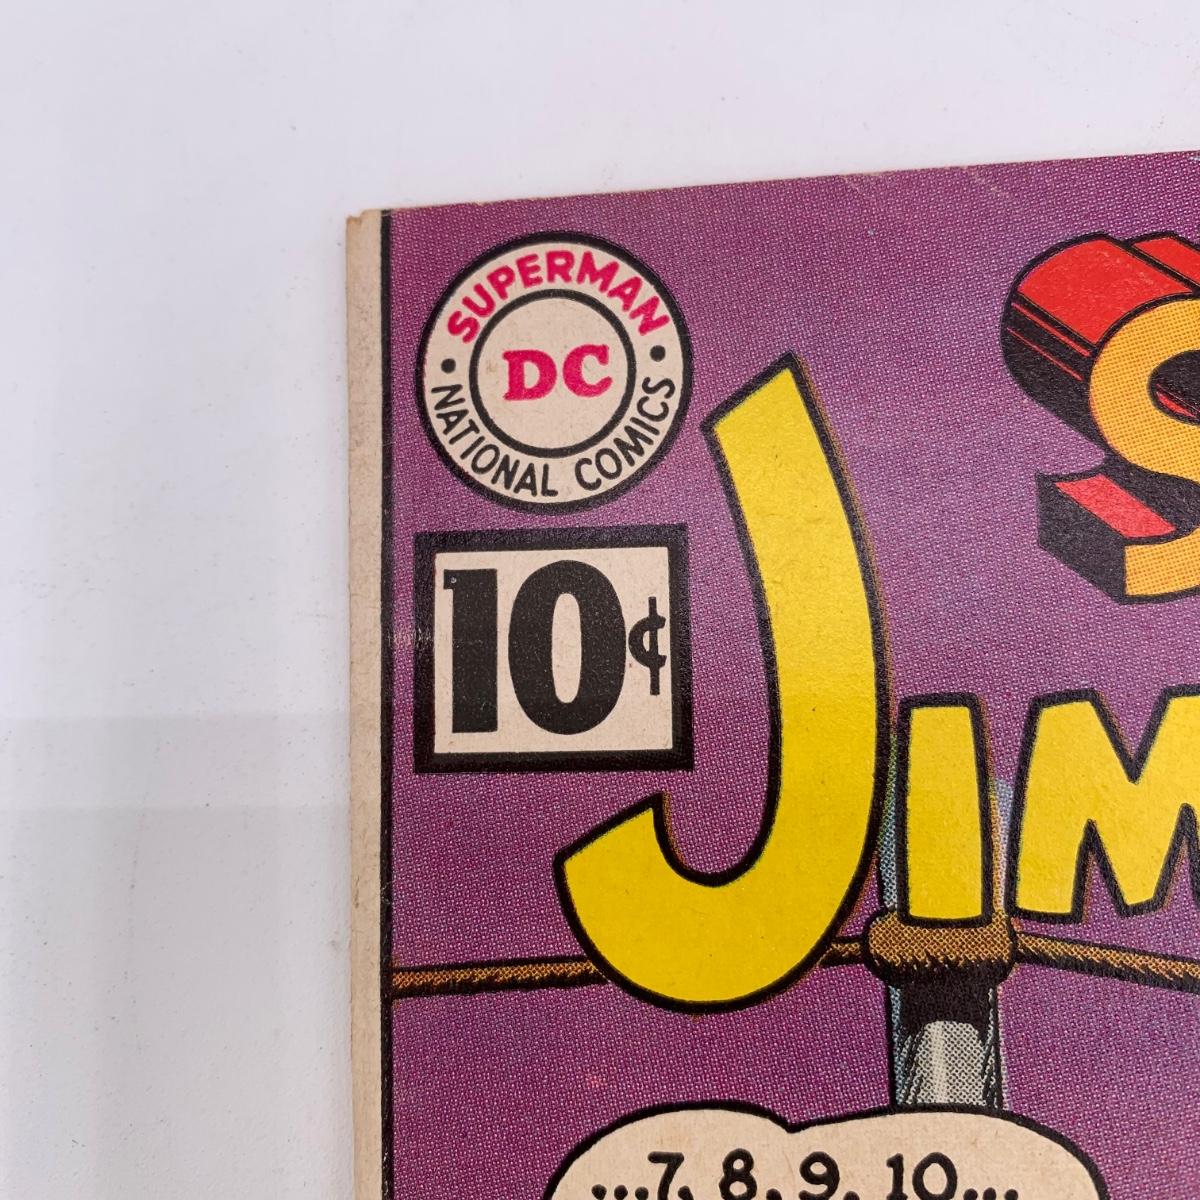 SUPERMAN
DC
NATIONAL COMICS
10¢
S
JIM
...7, 8, 9, 10...